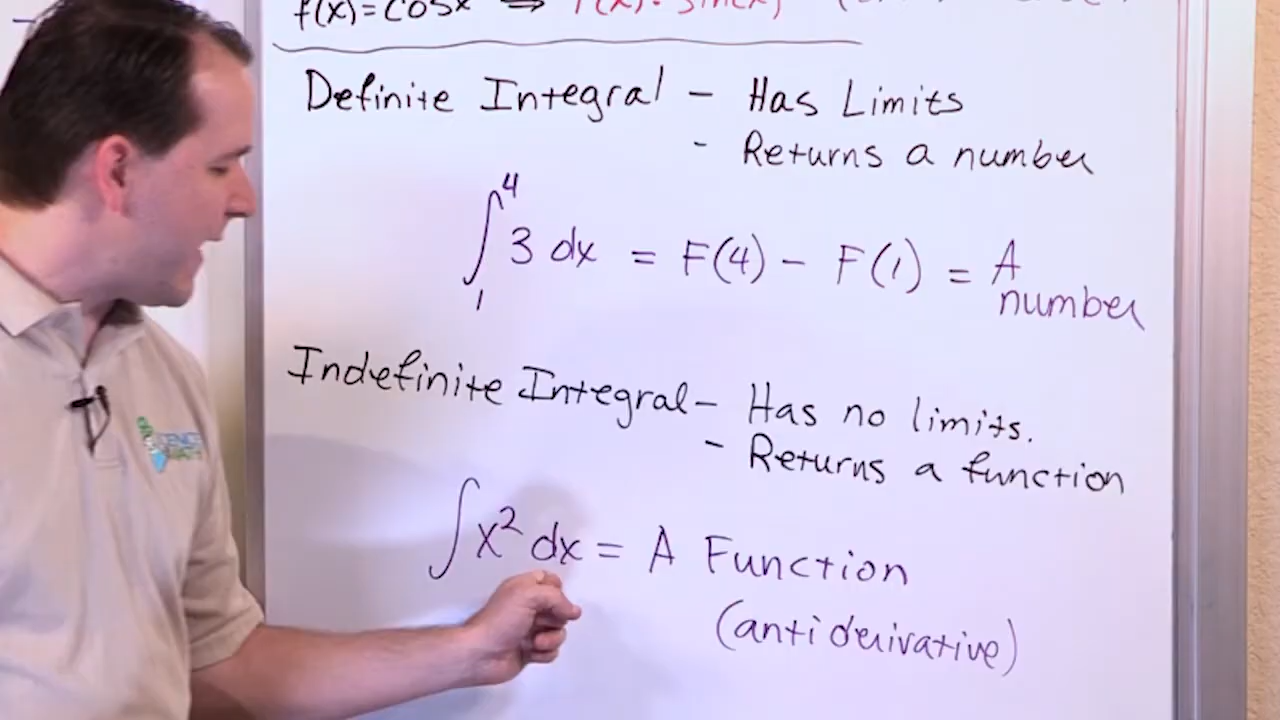 f(x) = cosx ⇒
Definite Integral - Has Limits
- Returns a number
∫₁⁴ 3 dx = F(4) - F(1) = A
number
Indefinite Integral - Has no limits.
- Returns a function
∫x² dx = A Function
(antiderivative)